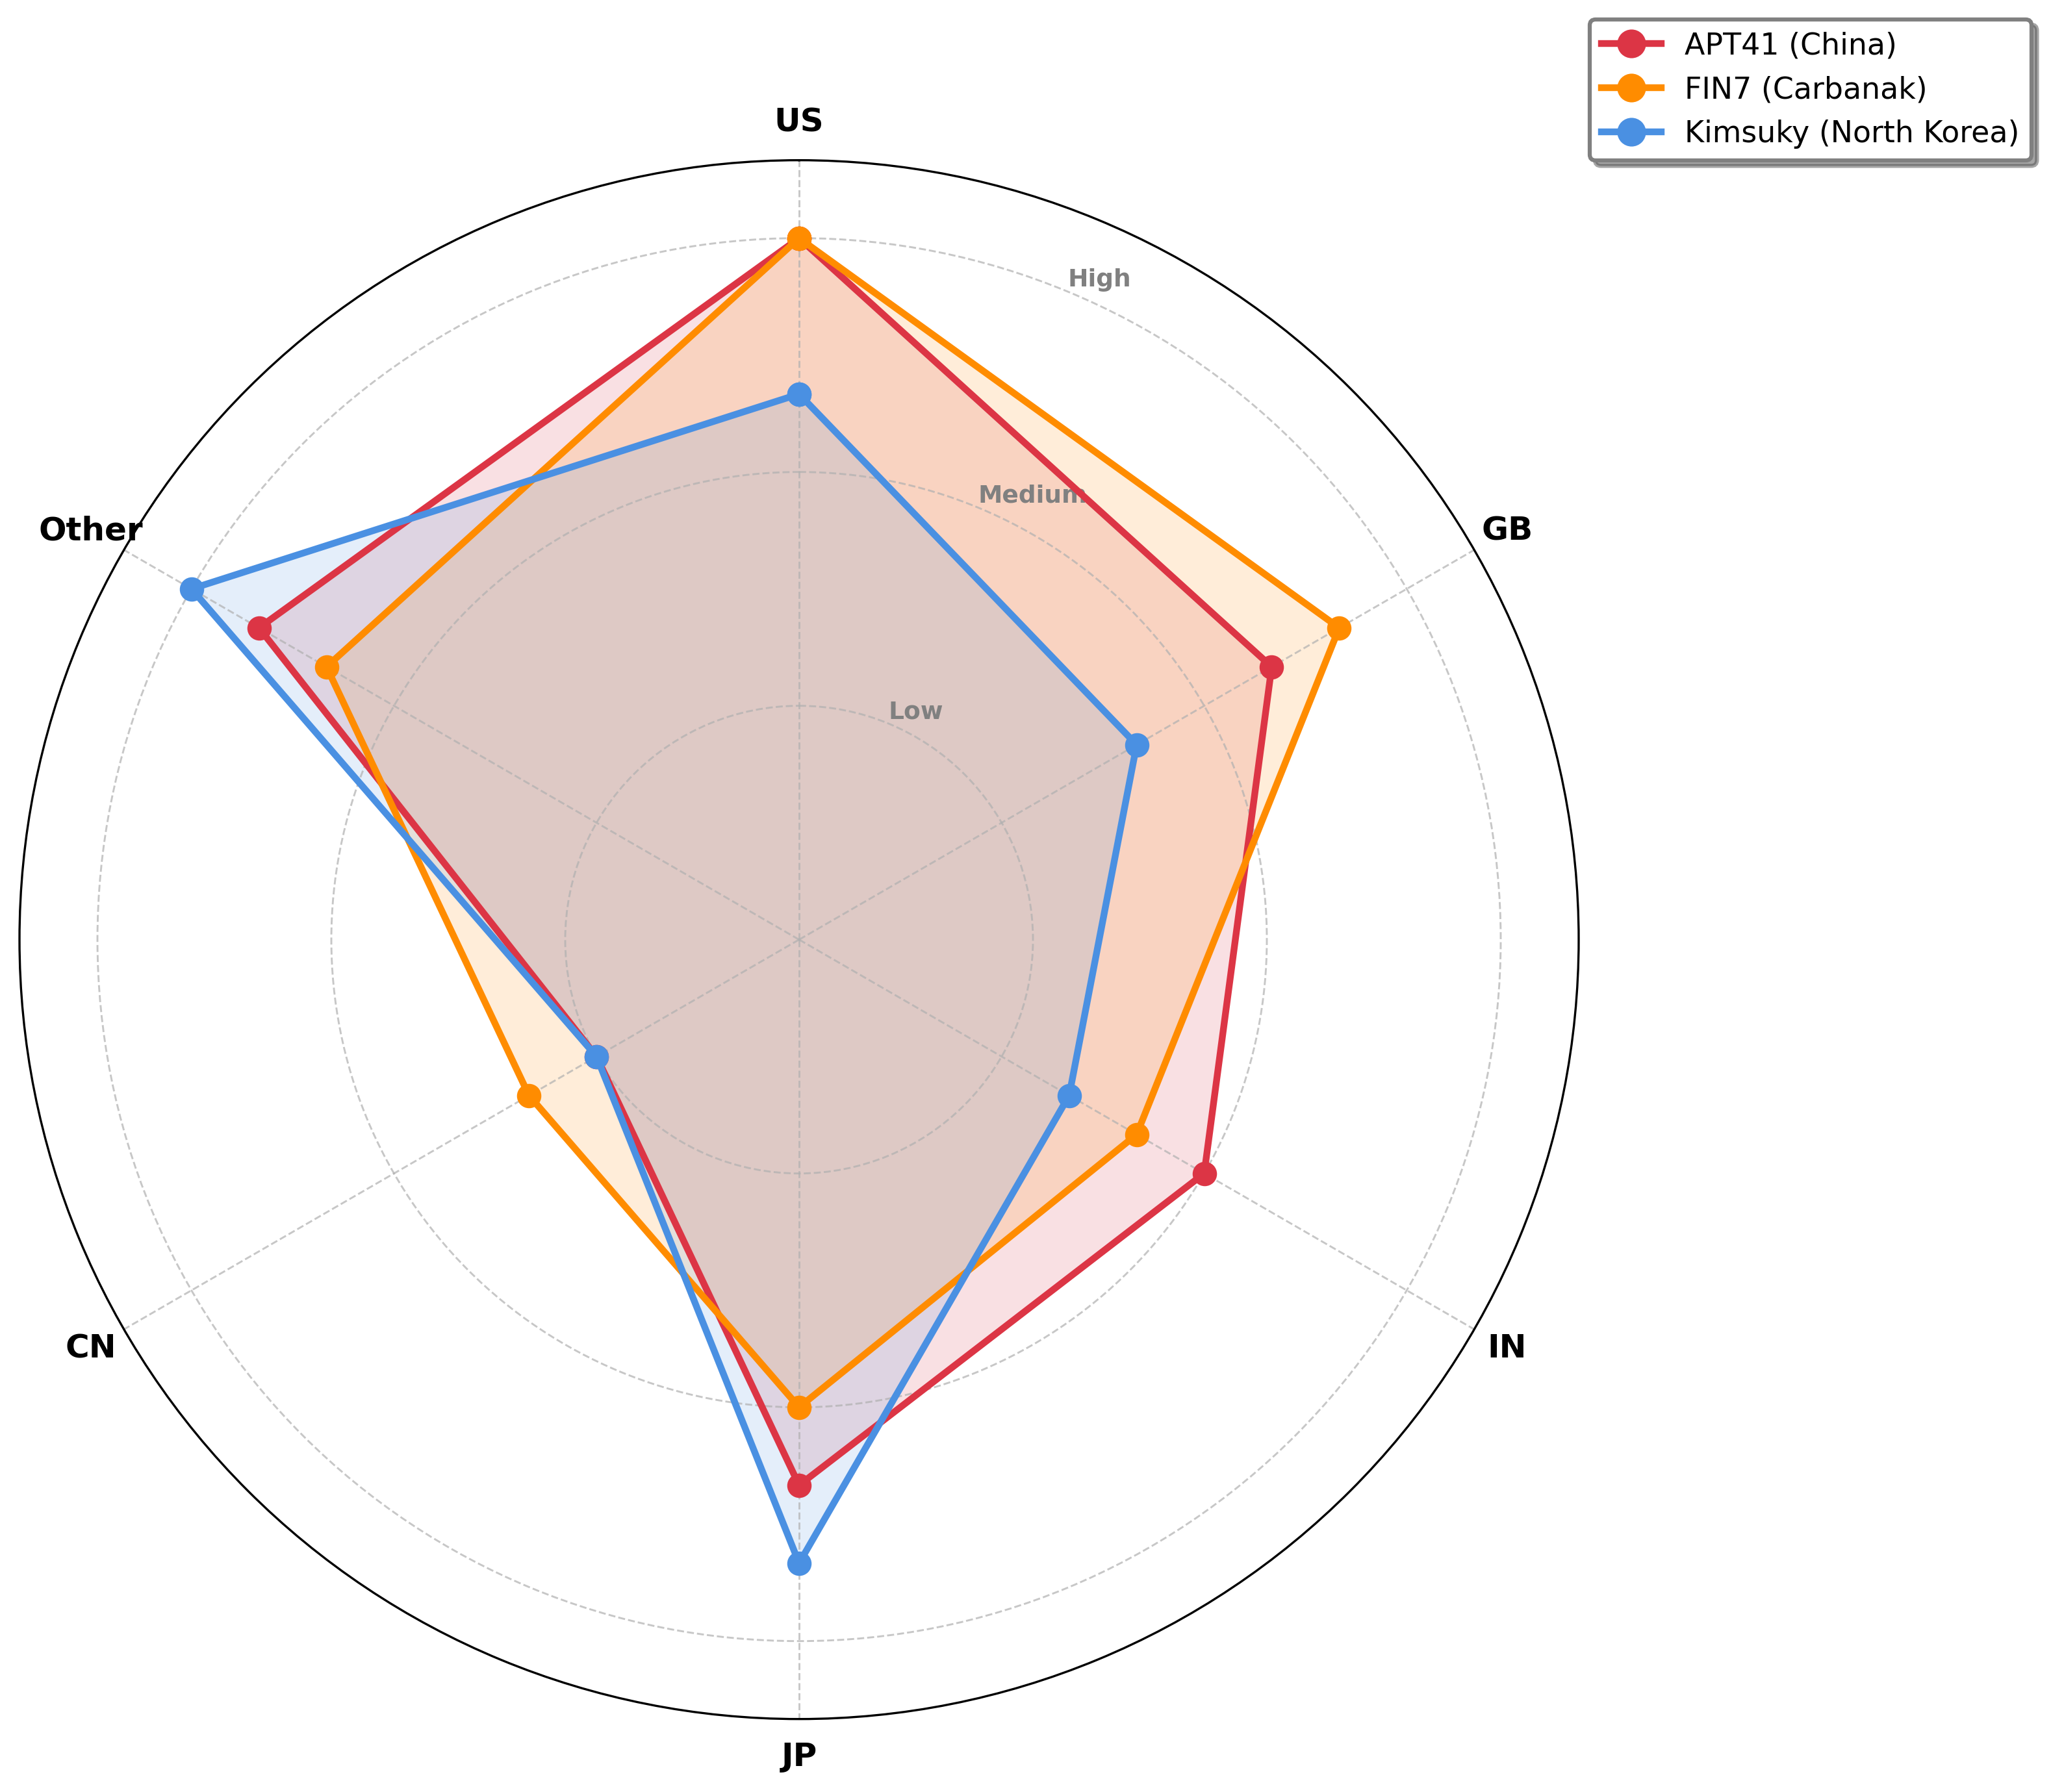 APT41 (China)
FIN7 (Carbanak)
Kimsuky (North Korea)
US
High
Medium
Other
GB
Low
CN
IN
JP